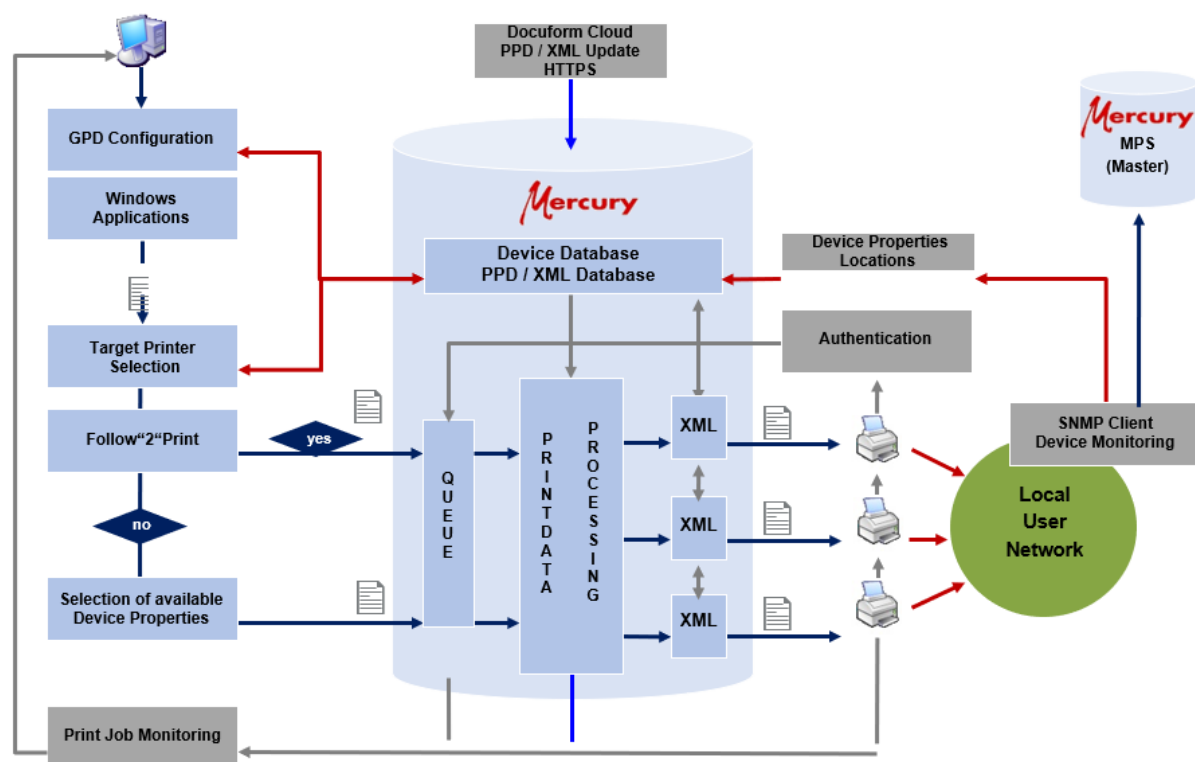 Docuform Cloud
PPD / XML Update
HTTPS
GPD Configuration
Windows
Applications
Mercury
Mercury
MPS
(Master)
Device Database
PPD / XML Database
Device Properties
Locations
Target Printer
Selection
Authentication
Follow“2“Print
yes
QUEUE
PRINTDATA
PROCESSING
XML
SNMP Client
Device Monitoring
Local
User
Network
no
XML
Selection of available
Device Properties
XML
Print Job Monitoring